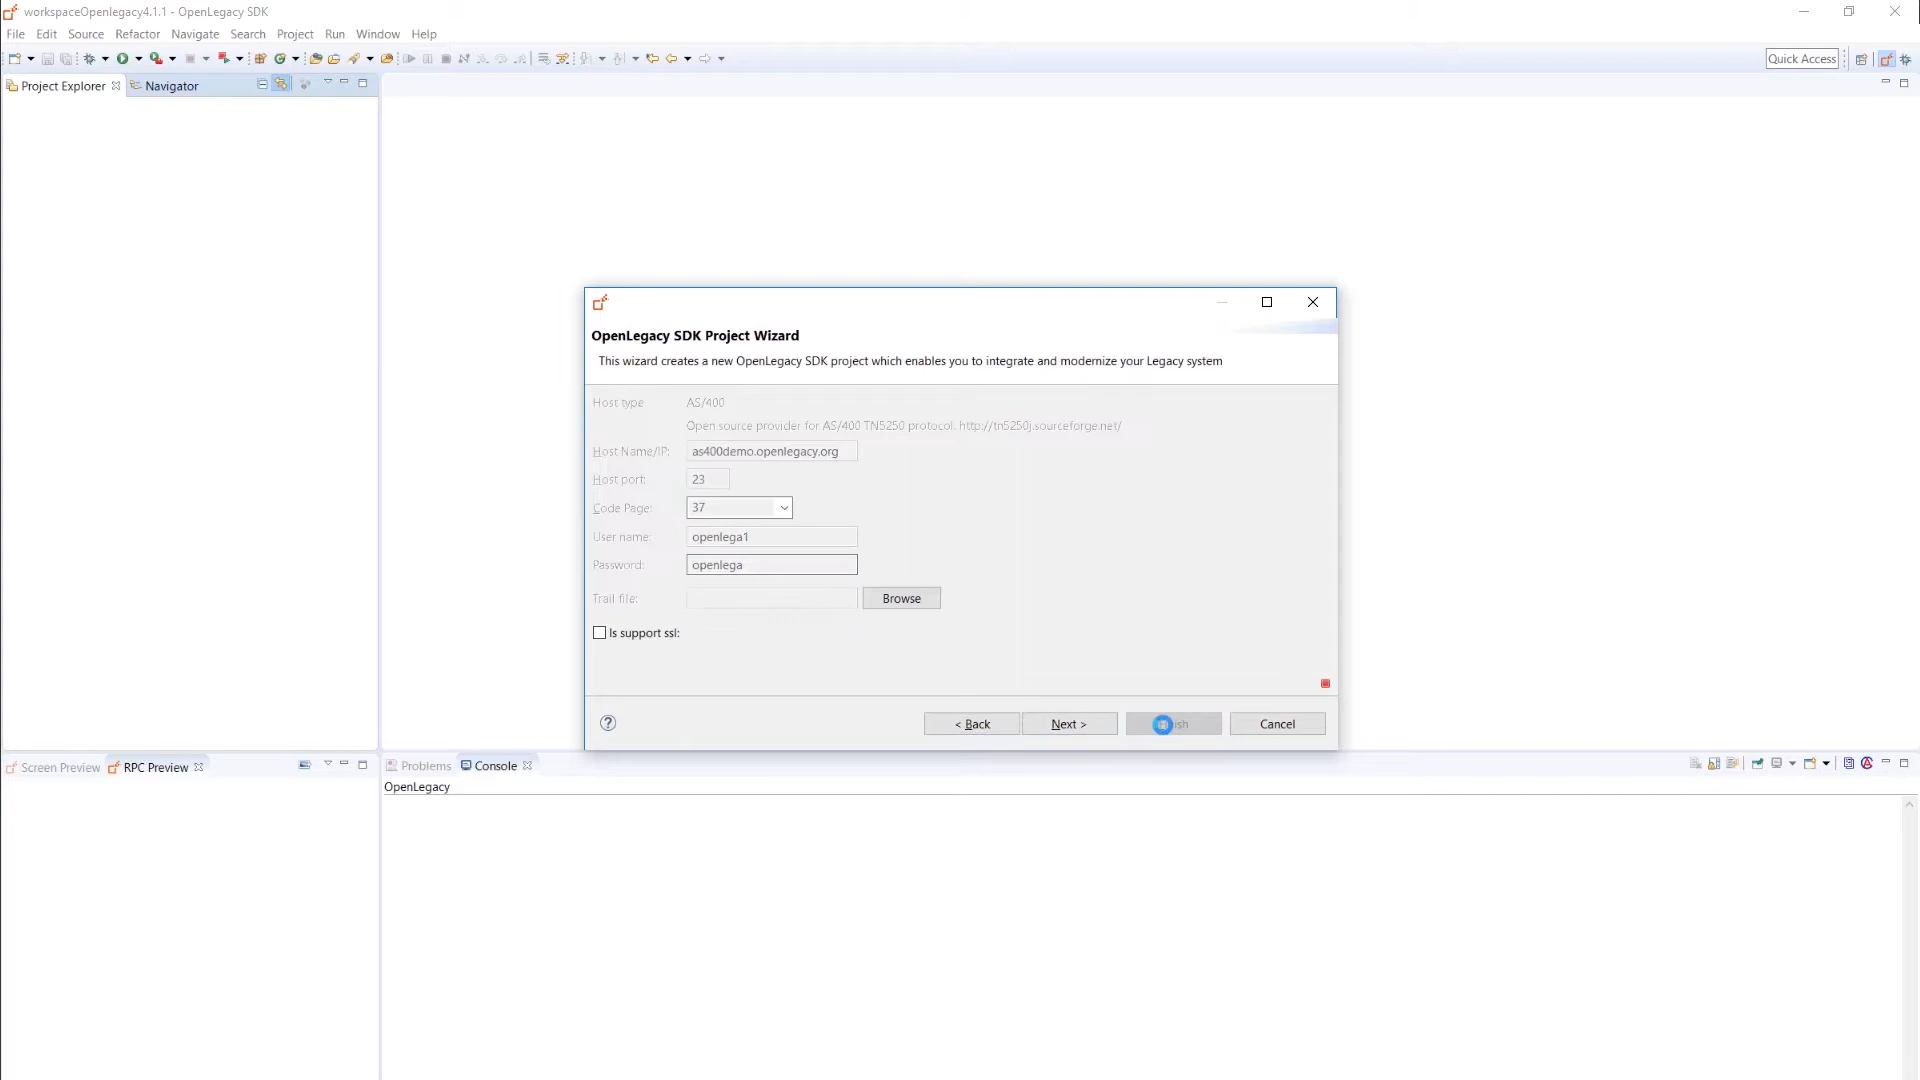 workspaceOpenlegacy4.1.1 - OpenLegacy SDK
File Edit Source Refactor Navigate Search Project Run Window Help
Quick Access
Project Explorer Navigator
OpenLegacy SDK Project Wizard
This wizard creates a new OpenLegacy SDK project which enables you to integrate and modernize your Legacy system
Host type AS/400
Open source provider for AS/400 TN5250 protocol. http://tn5250j.sourceforge.net/
Host Name/IP: as400demo.openlegacy.org
Host port: 23
Code Page: 37
User name: openlega1
Password: openlega
Trail file: Browse
Is support ssl:
< Back Next > Cancel
Screen Preview RPC Preview Problems Console
OpenLegacy